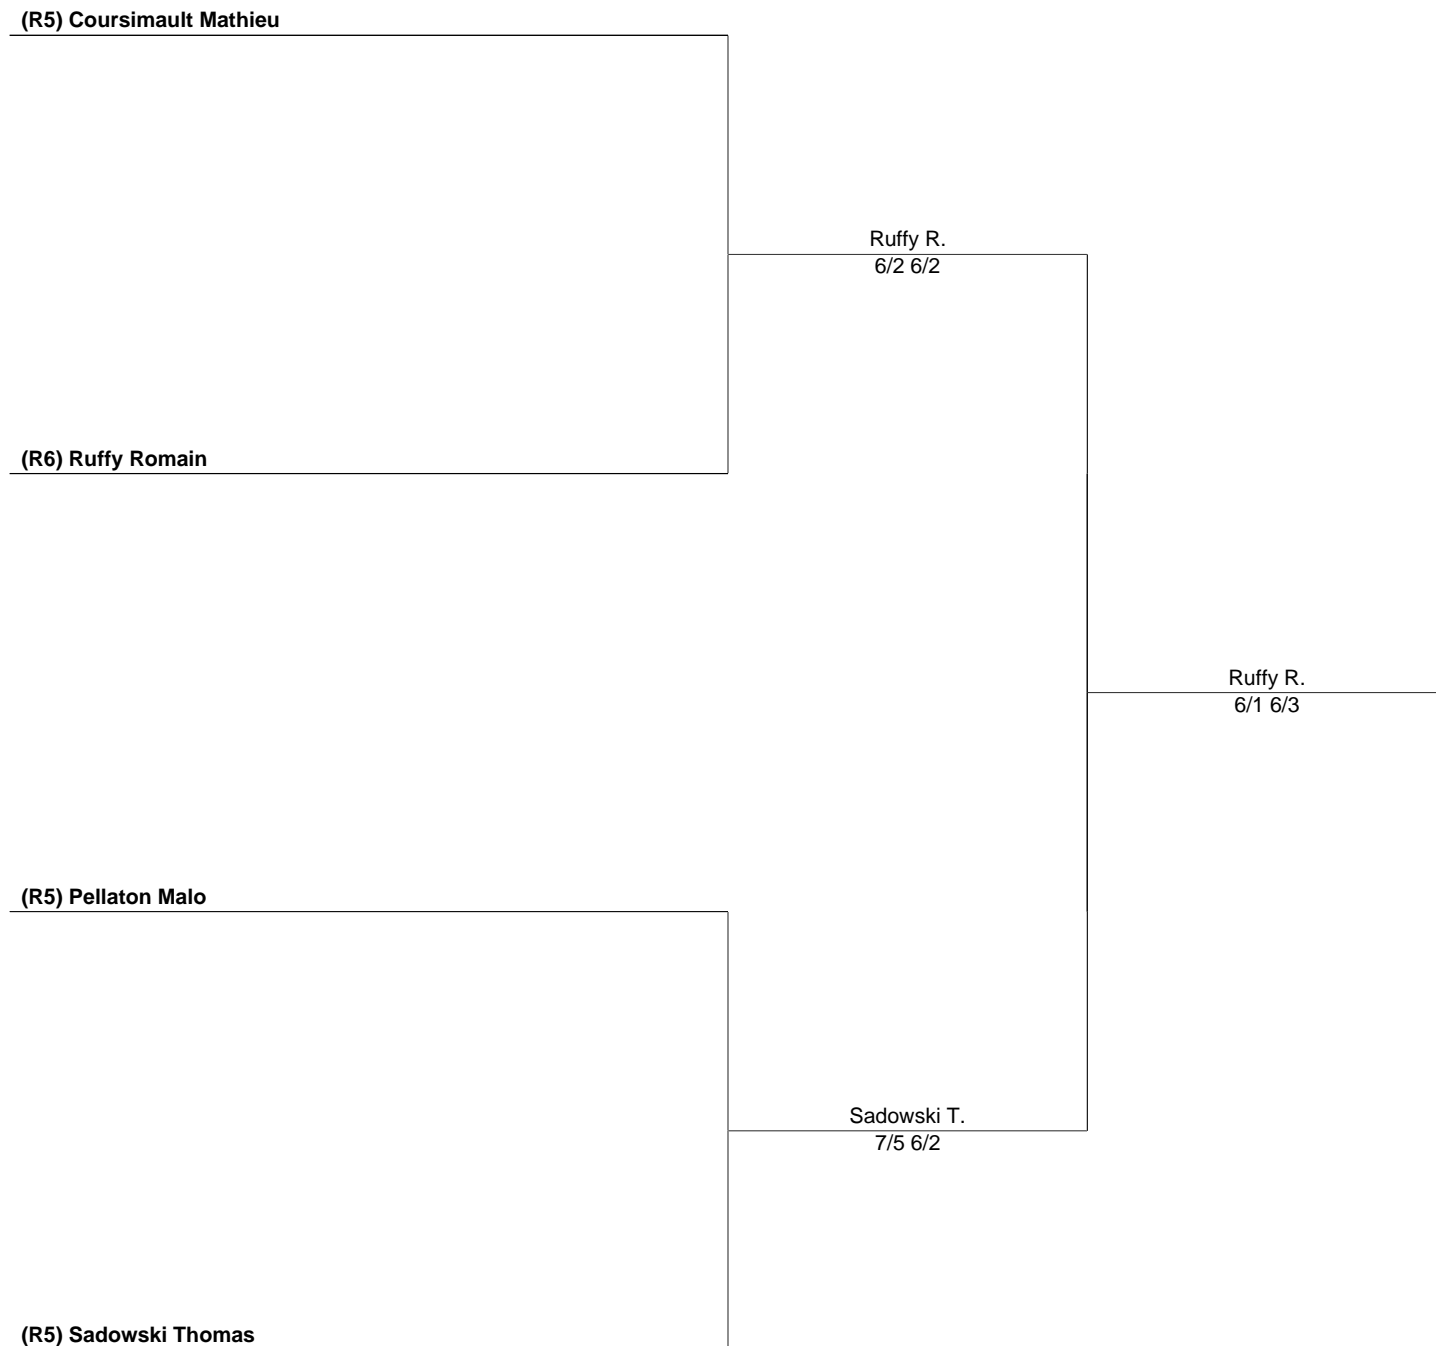 (R5) Coursimault Mathieu
Ruffy R.
6/2 6/2
(R6) Ruffy Romain
Ruffy R.
6/1 6/3
(R5) Pellaton Malo
Sadowski T.
7/5 6/2
(R5) Sadowski Thomas